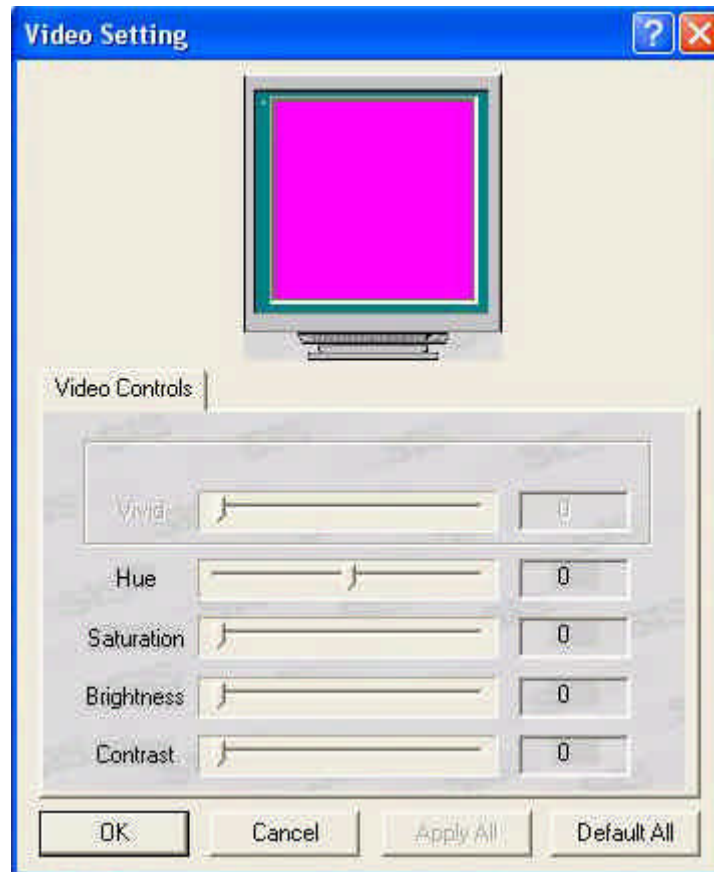 Video Setting
Video Controls
Vivid
0
Hue
0
Saturation
0
Brightness
0
Contrast
0
OK
Cancel
Apply All
Default All